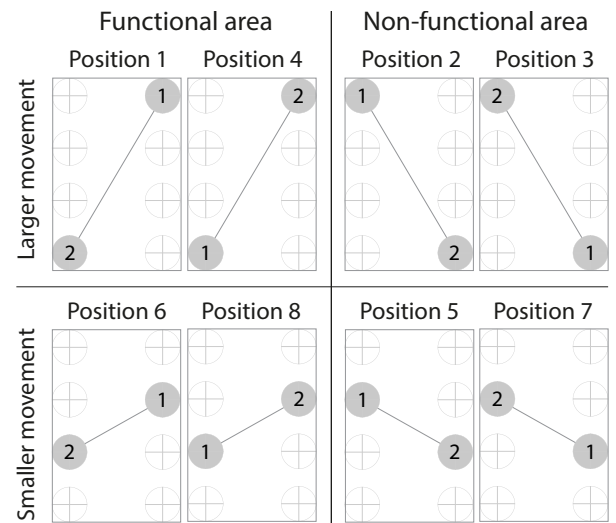 Functional area Non-functional area
Position 1 Position 4 Position 2 Position 3
Larger movement
1 2 1 2
2 1 2 1
Position 6 Position 8 Position 5 Position 7
Smaller movement
1 2 1 2
2 1 2 1